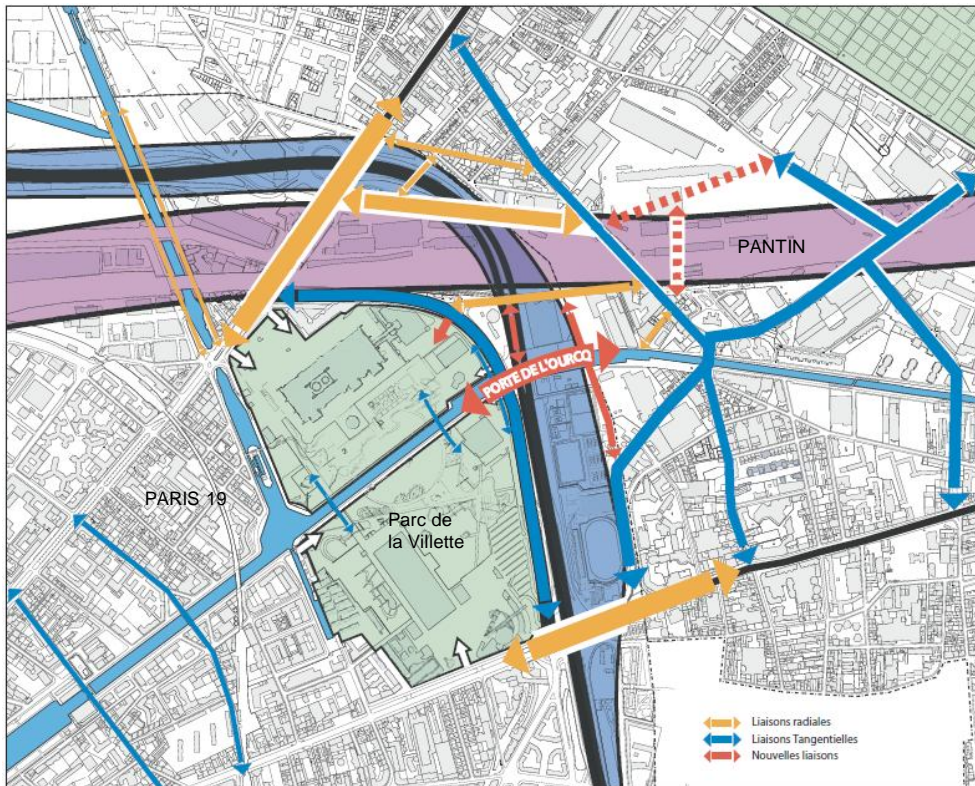 PANTIN
PORTE DE L'OURCQ
PARIS 19
Parc de
la Villette
Liaisons radiales
Liaisons Tangentielles
Nouvelles liaisons